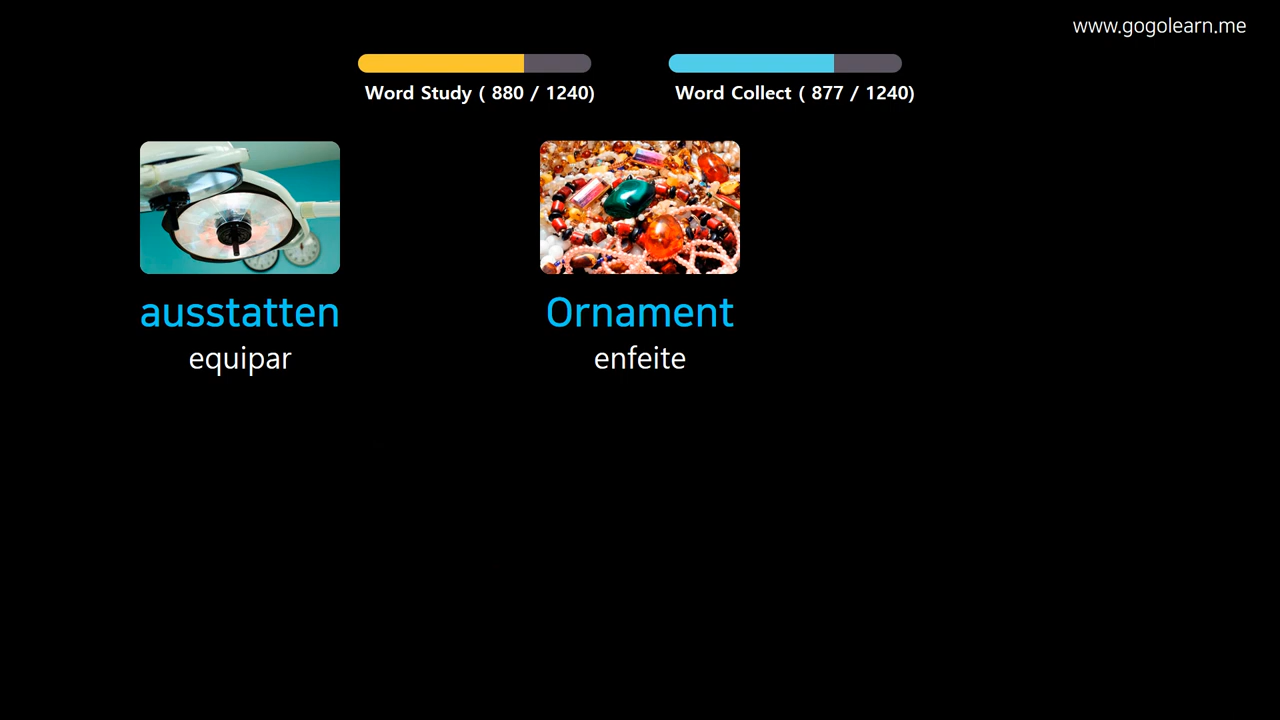 www.gogolearn.me
Word Study ( 880 / 1240)
Word Collect ( 877 / 1240)
ausstatten
Ornament
equipar
enfeite